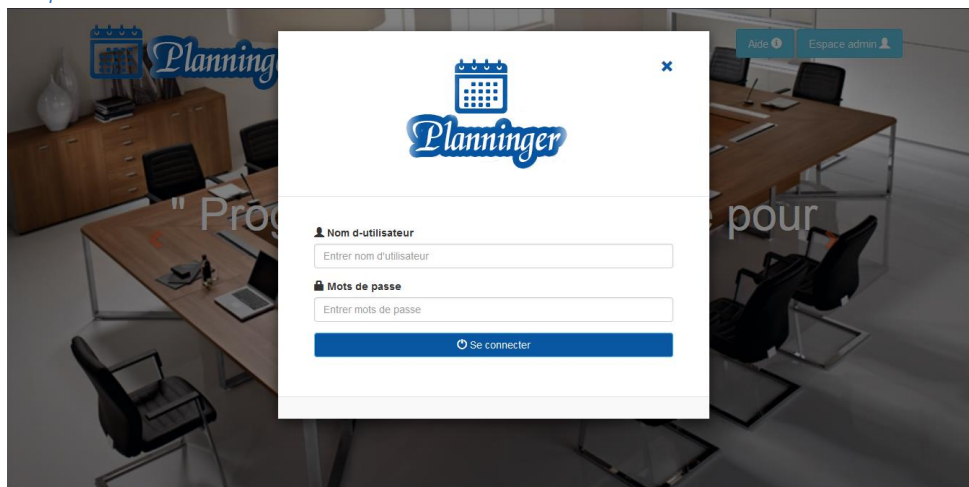 Planning
Aide
Espace admin
Planninger
" Prog
pour
Nom d-utilisateur
Entrer nom d'utilisateur
Mots de passe
Entrer mots de passe
Se connecter